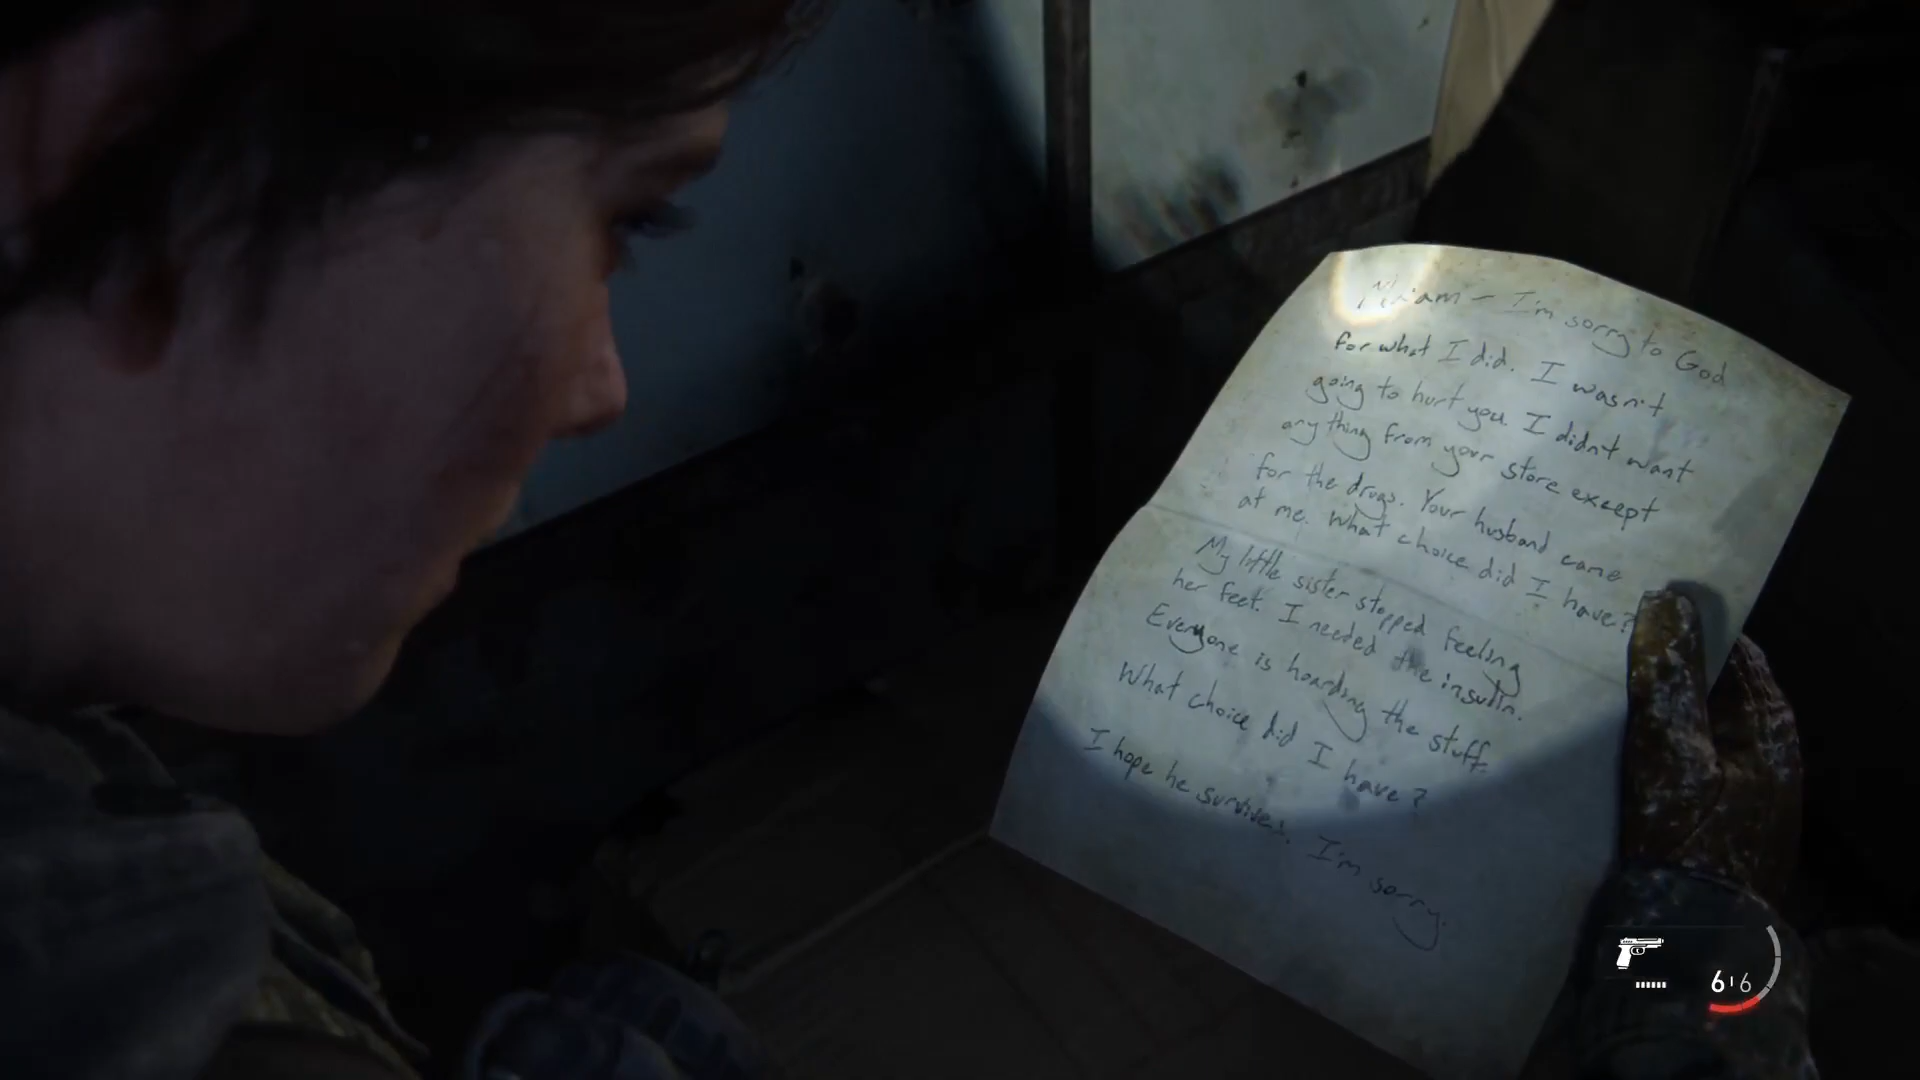 Ma'am - I'm sorry to God
for what I did. I wasn't
going to hurt you. I didn't want
anything from your store except
for the drugs. Your husband came
at me. What choice did I have?
My little sister stopped feeling
her feet. I needed the insulin.
Everyone is hoarding the stuff.
What choice did I have?
I hope he survives. I'm sorry.
6
6